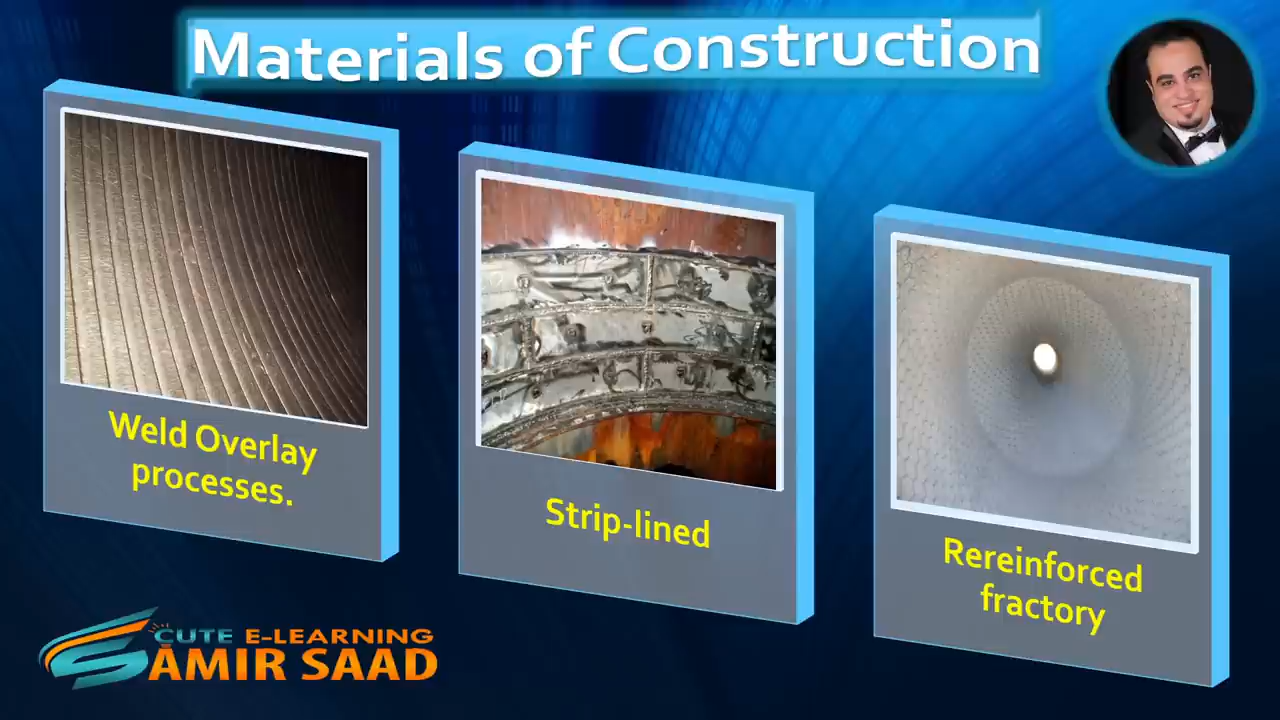 Materials of Construction
Weld Overlay
processes.
Strip-lined
Rereinforced
fractory
CUTE E-LEARNING
SAMIR SAAD